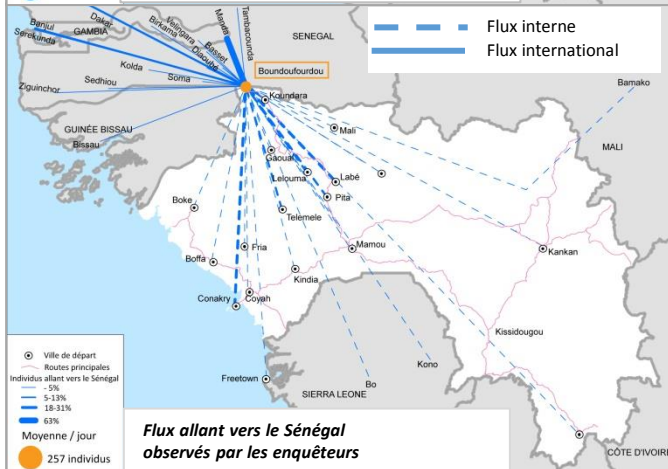 Flux interne
Flux international
Dakar
Birkama
Velingara
Manda
Tambacounda
SENEGAL
Banjul
GAMBIA
Serekunda
Basset
Diaoubé
Kolda
Soma
Sedhiou
Ziguinchor
Boundoufourdou
Koundara
Bamako
GUINÉE BISSAU
Bissau
Mali
MALI
Gaoual
Lelouma
Labé
Pita
Boke
Telemele
Fria
Mamou
Kankan
Boffa
Kindia
Conakry
Coyah
Kissidougou
Freetown
Bo
Kono
SIERRA LEONE
CÔTE D'IVOIRE
Ville de départ
Routes principales
Individus allant vers le Sénégal
- 5%
5-13%
18-31%
63%
Moyenne / jour
257 individus
Flux allant vers le Sénégal
observés par les enquêteurs